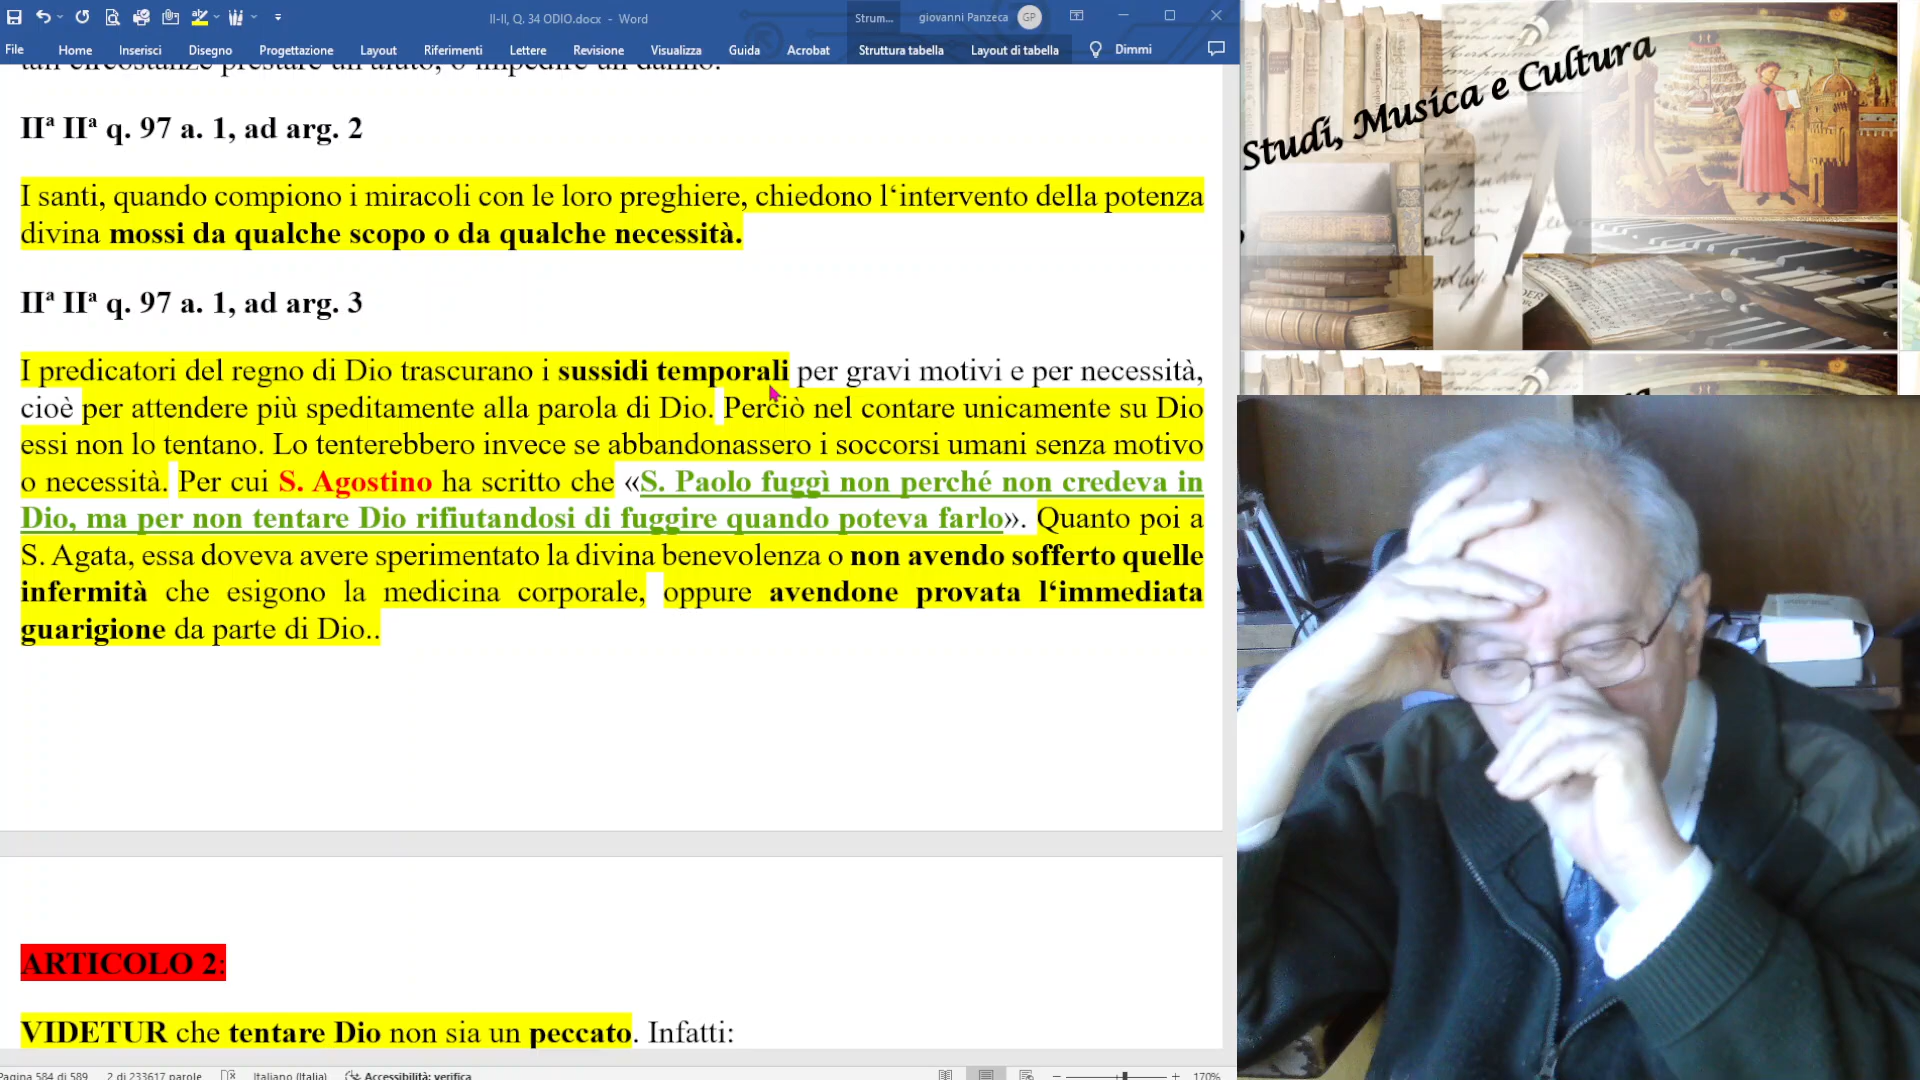 II-II, Q. 34 ODIO.docx - Word
Strum...
giovanni Panzeca
GP
File Home Inserisci Disegno Progettazione Layout Riferimenti Lettere Revisione Visualizza Guida Acrobat Struttura tabella Layout di tabella Dimmi
tali circostanze prestare un aiuto, o impedire un danno.
IIª IIª q. 97 a. 1, ad arg. 2
I santi, quando compiono i miracoli con le loro preghiere, chiedono l‘intervento della potenza
divina mossi da qualche scopo o da qualche necessità.
IIª IIª q. 97 a. 1, ad arg. 3
I predicatori del regno di Dio trascurano i sussidi temporali per gravi motivi e per necessità,
cioè per attendere più speditamente alla parola di Dio. Perciò nel contare unicamente su Dio
essi non lo tentano. Lo tenterebbero invece se abbandonassero i soccorsi umani senza motivo
o necessità. Per cui S. Agostino ha scritto che «S. Paolo fuggì non perché non credeva in
Dio, ma per non tentare Dio rifiutandosi di fuggire quando poteva farlo». Quanto poi a
S. Agata, essa doveva avere sperimentato la divina benevolenza o non avendo sofferto quelle
infermità che esigono la medicina corporale, oppure avendone provata l‘immediata
guarigione da parte di Dio..
ARTICOLO 2:
VIDETUR che tentare Dio non sia un peccato. Infatti:
Pagina 584 di 589 2 di 233617 parole Italiano (Italia) Accessibilità: verifica 170%
Studi, Musica e Cultura